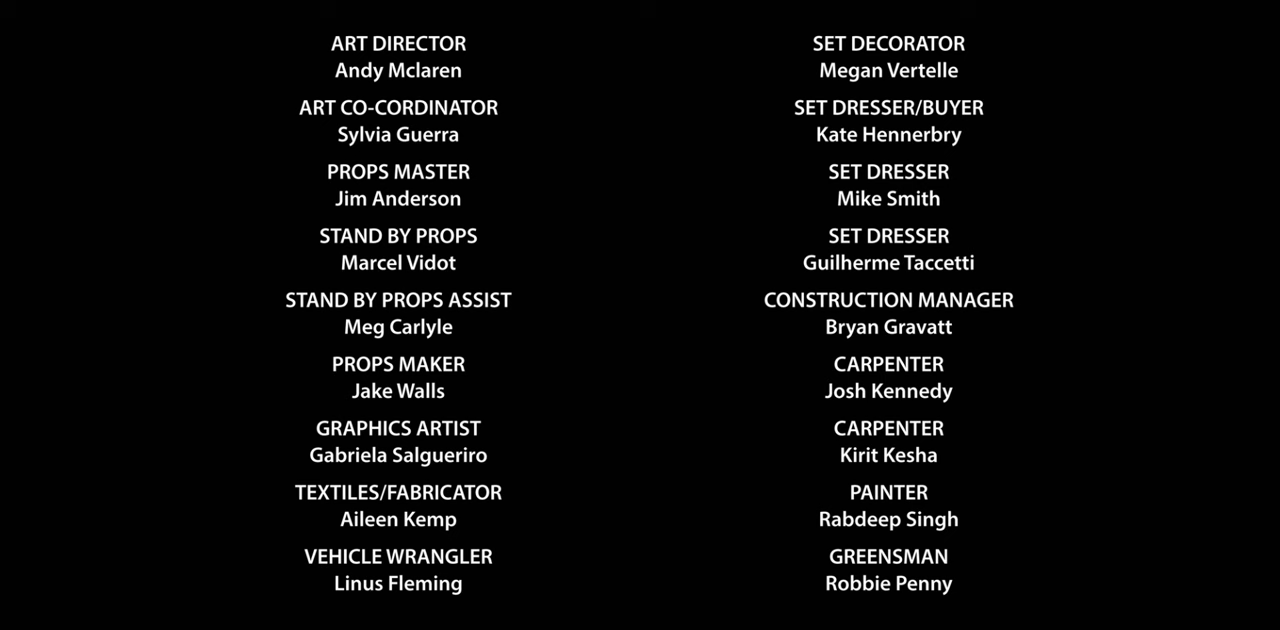 ART DIRECTOR
Andy Mclaren
ART CO-CORDINATOR
Sylvia Guerra
PROPS MASTER
Jim Anderson
STAND BY PROPS
Marcel Vidot
STAND BY PROPS ASSIST
Meg Carlyle
PROPS MAKER
Jake Walls
GRAPHICS ARTIST
Gabriela Salgueriro
TEXTILES/FABRICATOR
Aileen Kemp
VEHICLE WRANGLER
Linus Fleming
SET DECORATOR
Megan Vertelle
SET DRESSER/BUYER
Kate Hennerbry
SET DRESSER
Mike Smith
SET DRESSER
Guilherme Taccetti
CONSTRUCTION MANAGER
Bryan Gravatt
CARPENTER
Josh Kennedy
CARPENTER
Kirit Kesha
PAINTER
Rabdeep Singh
GREENSMAN
Robbie Penny